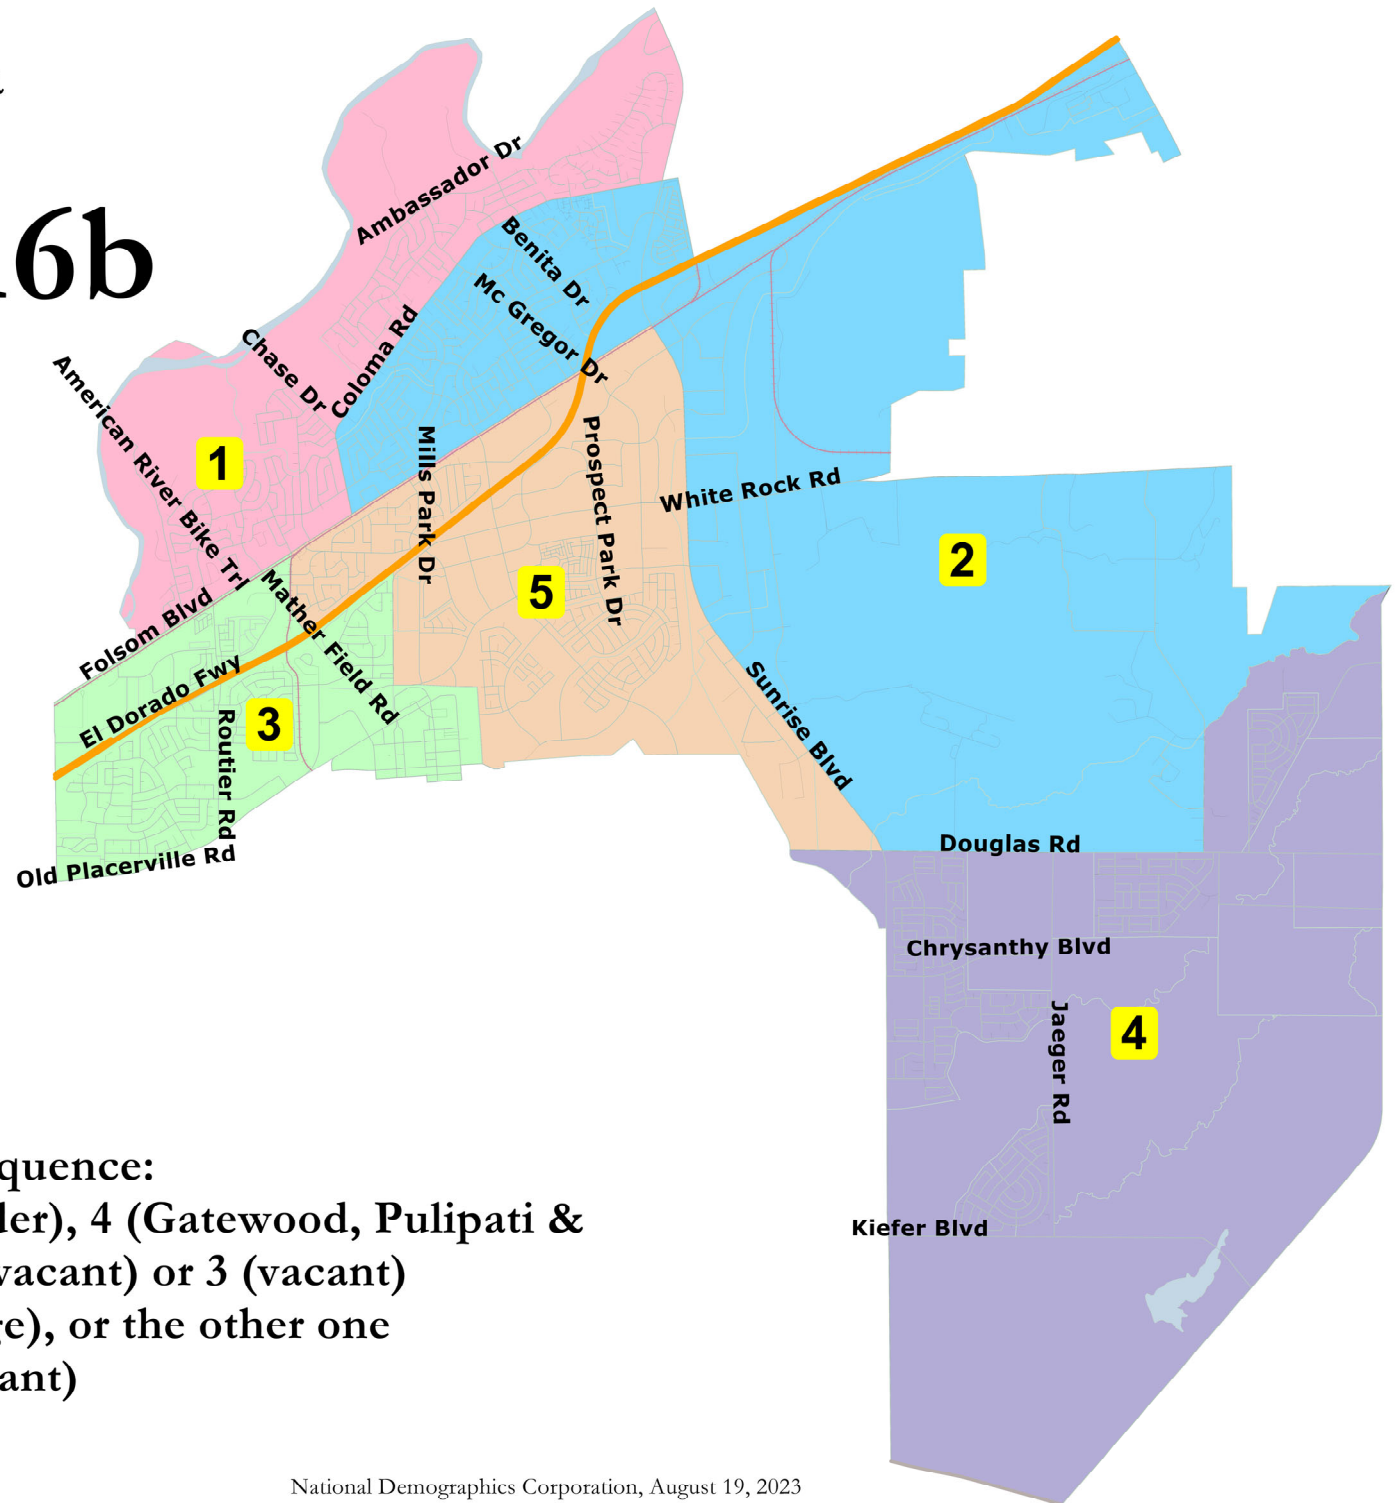 6b
Ambassador Dr
Benita Dr
Mc Gregor Dr
Coloma Rd
Chase Dr
American River Bike Trl
1
Mills Park Dr
Prospect Park Dr
White Rock Rd
2
5
Folsom Blvd
Mather Field Rd
El Dorado Fwy
3
Routier Rd
Sunrise Blvd
Old Placerville Rd
Douglas Rd
Chrysanthy Blvd
Jaeger Rd
4
Kiefer Blvd
quence:
der), 4 (Gatewood, Pulipati &
vacant) or 3 (vacant)
ge), or the other one
ant)
National Demographics Corporation, August 19, 2023